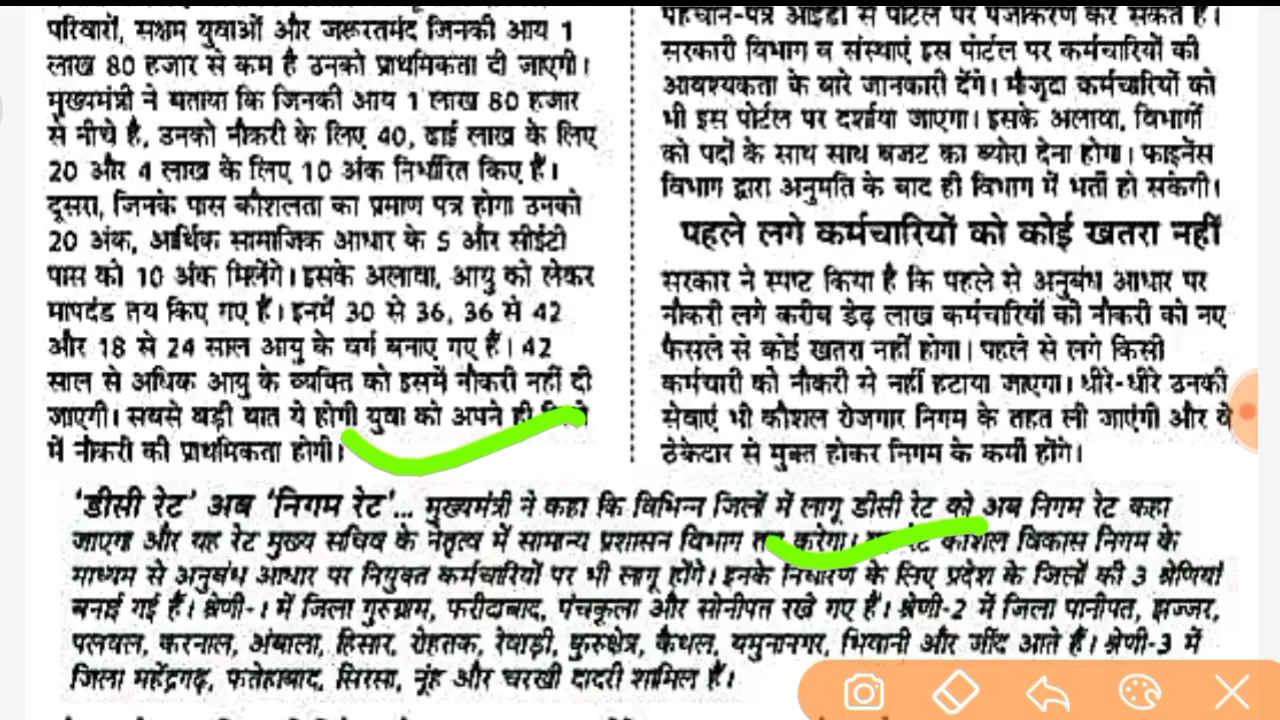 परिवारों, सक्षम युवाओं और जरूरतमंद जिनकी आय 1
लाख 80 हजार से कम है उनको प्राथमिकता दी जाएगी।
मुख्यमंत्री ने बताया कि जिनकी आय 1 लाख 80 हजार
से नीचे है, उनको नौकरी के लिए 40, ढाई लाख के लिए
20 और 4 लाख के लिए 10 अंक निर्धारित किए हैं।
दूसरा, जिनके पास कौशलता का प्रमाण पत्र होगा उनको
20 अंक, आर्थिक सामाजिक आधार के 5 और सीईटी
पास को 10 अंक मिलेंगे। इसके अलावा, आयु को लेकर
मापदंड तय किए गए हैं। इनमें 30 से 36, 36 से 42
और 18 से 24 साल आयु के वर्ग बनाए गए हैं। 42
साल से अधिक आयु के व्यक्ति को इसमें नौकरी नहीं दी
जाएगी। सबसे बड़ी बात ये होगी युवा को अपने ही
में नौकरी की प्राथमिकता होगी।
पहचान-पत्र आईडी से पोर्टल पर पंजीकरण कर सकते हैं।
सरकारी विभाग व संस्थाएं इस पोर्टल पर कर्मचारियों की
आवश्यकता के बारे जानकारी देंगे। मौजूदा कर्मचारियों को
भी इस पोर्टल पर दर्शाया जाएगा। इसके अलावा, विभागों
को पदों के साथ साथ बजट का ब्योरा देना होगा। फाइनेंस
विभाग द्वारा अनुमति के बाद ही विभाग में भर्ती हो सकेगी।
पहले लगे कर्मचारियों को कोई खतरा नहीं
सरकार ने स्पष्ट किया है कि पहले से अनुबंध आधार पर
नौकरी लगे करीब डेढ़ लाख कर्मचारियों की नौकरी को नए
फैसले से कोई खतरा नहीं होगा। पहले से लगे किसी
कर्मचारी को नौकरी से नहीं हटाया जाएगा। धीरे-धीरे उनकी
सेवाएं भी कौशल रोजगार निगम के तहत ली जाएंगी और वे
ठेकेदार से मुक्त होकर निगम के कर्मी होंगे।
'डीसी रेट' अब 'निगम रेट'... मुख्यमंत्री ने कहा कि विभिन्न जिलों में लागू डीसी रेट को अब निगम रेट कहा
जाएगा और यह रेट मुख्य सचिव के नेतृत्व में सामान्य प्रशासन विभाग तय करेगा। रेट कौशल विकास निगम के
माध्यम से अनुबंध आधार पर नियुक्त कर्मचारियों पर भी लागू होंगे। इनके निर्धारण के लिए प्रदेश के जिलों की 3 श्रेणियां
बनाई गई हैं। श्रेणी-1 में जिला गुरुग्राम, फरीदाबाद, पंचकूला और सोनीपत रखे गए हैं। श्रेणी-2 में जिला पानीपत, झज्जर,
पलवल, करनाल, अंबाला, हिसार, रोहतक, रेवाड़ी, कुरुक्षेत्र, कैथल, यमुनानगर, भिवानी और जींद आते हैं। श्रेणी-3 में
जिला महेंद्रगढ़, फतेहाबाद, सिरसा, नूंह और चरखी दादरी शामिल हैं।